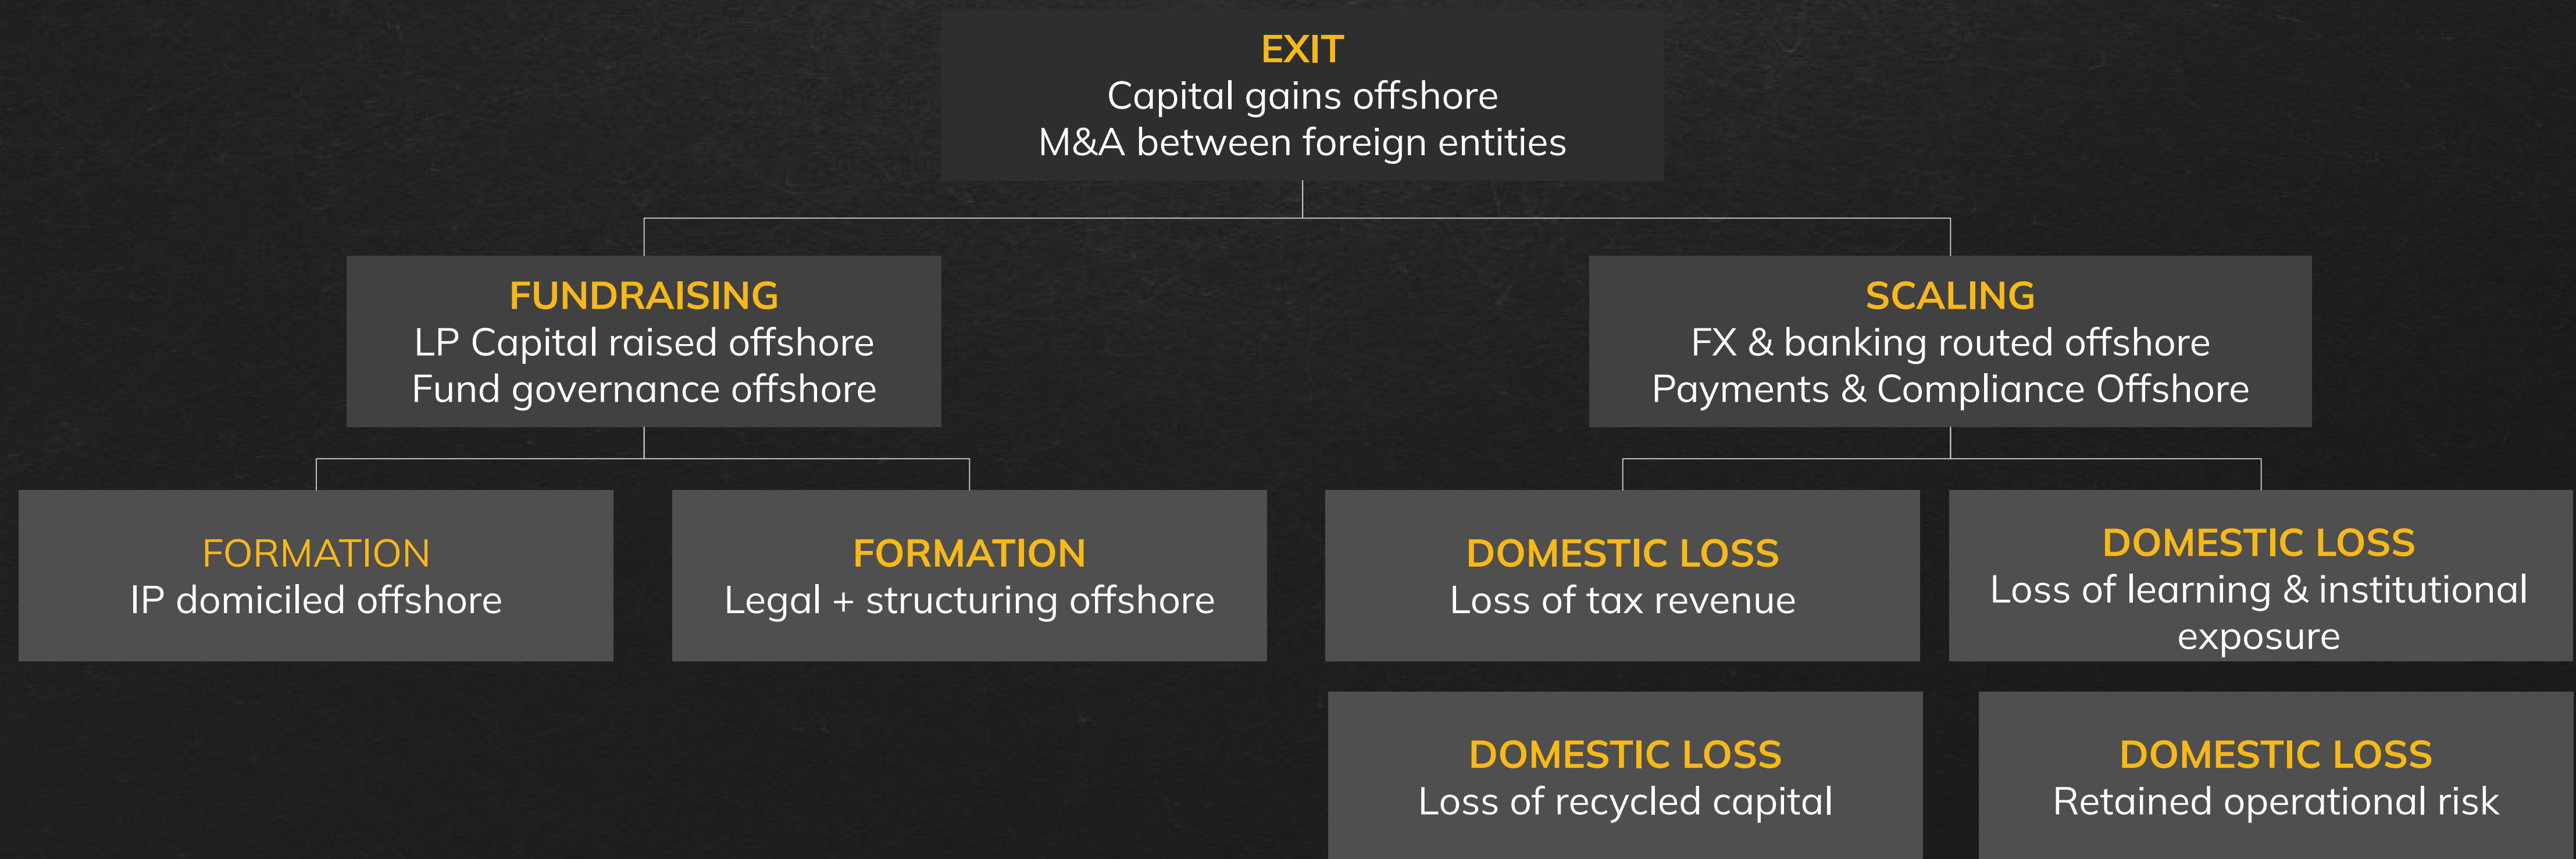 EXIT
Capital gains offshore
M&A between foreign entities
FUNDRAISING
LP Capital raised offshore
Fund governance offshore
SCALING
FX & banking routed offshore
Payments & Compliance Offshore
FORMATION
IP domiciled offshore
FORMATION
Legal + structuring offshore
DOMESTIC LOSS
Loss of tax revenue
DOMESTIC LOSS
Loss of learning & institutional
exposure
DOMESTIC LOSS
Loss of recycled capital
DOMESTIC LOSS
Retained operational risk